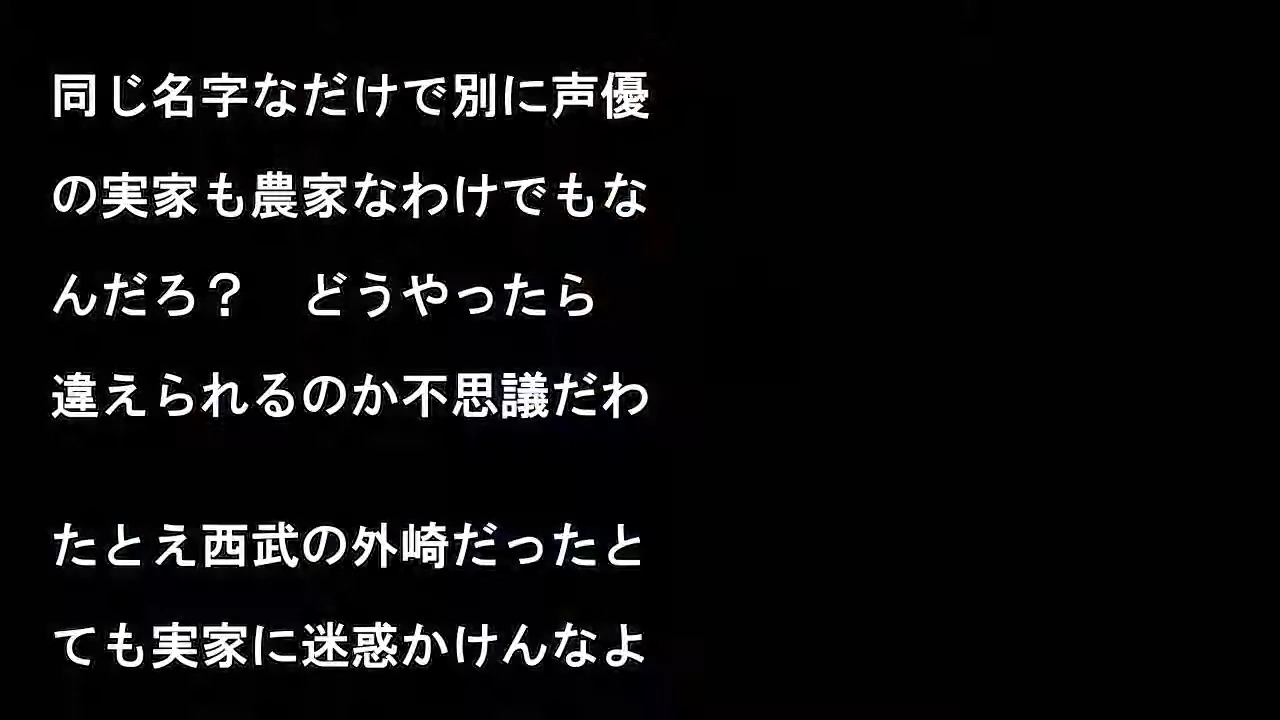 同じ名字なだけで別に声優
の実家も農家なわけでもな
んだろ？　どうやったら
違えられるのか不思議だわ
たとえ西武の外崎だったと
ても実家に迷惑かけんなよ